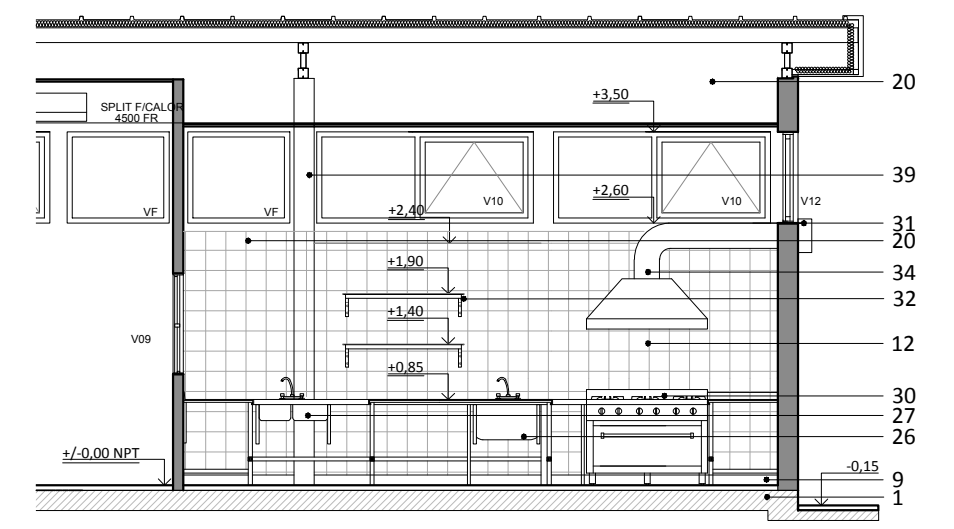 20
SPLIT F/CALOR
4500 FR
+3,50
39
+2,60
V10
V10
V12
VF
VF
+2,40
31
20
+1,90
34
32
+1,40
V09
12
+0,85
30
27
26
+/-0,00 NPT
-0,15
9
1